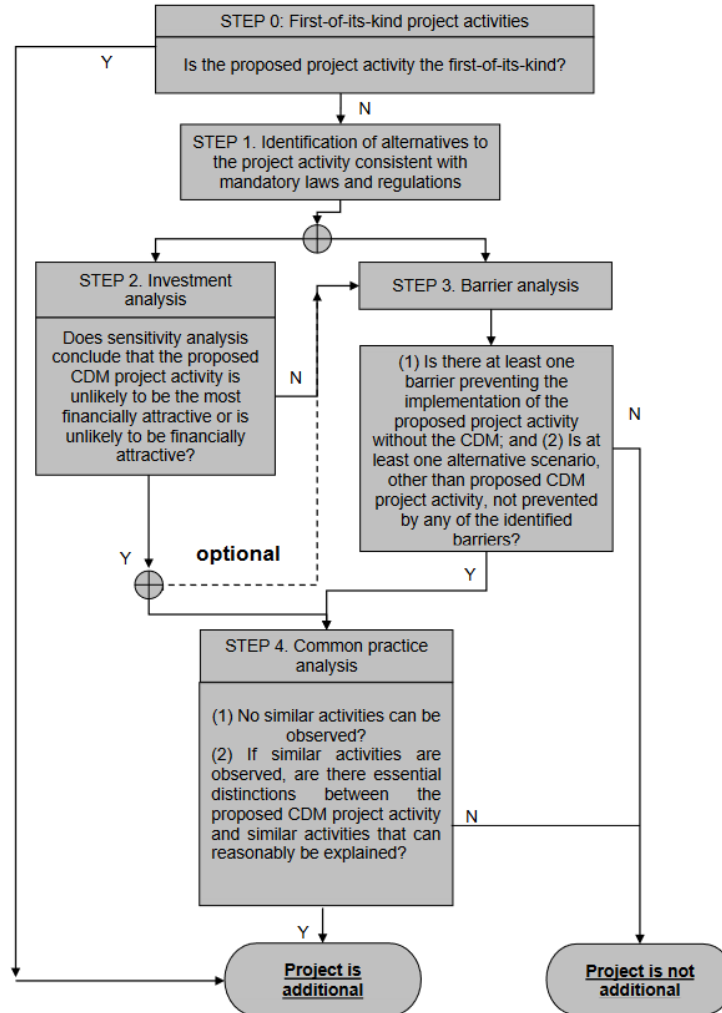 STEP 0: First-of-its-kind project activities
Y
Is the proposed project activity the first-of-its-kind?
N
STEP 1. Identification of alternatives to
the project activity consistent with
mandatory laws and regulations
STEP 2. Investment
analysis
Does sensitivity analysis
conclude that the proposed
CDM project activity is
unlikely to be the most
financially attractive or is
unlikely to be financially
attractive?
N
Y
optional
STEP 3. Barrier analysis
(1) Is there at least one
barrier preventing the
implementation of the
proposed project activity
without the CDM; and (2) Is at
least one alternative scenario,
other than proposed CDM
project activity, not prevented
by any of the identified
barriers?
N
Y
STEP 4. Common practice
analysis
(1) No similar activities can be
observed?
(2) If similar activities are
observed, are there essential
distinctions between the
proposed CDM project activity
and similar activities that can
reasonably be explained?
N
Y
Project is
additional
Project is not
additional